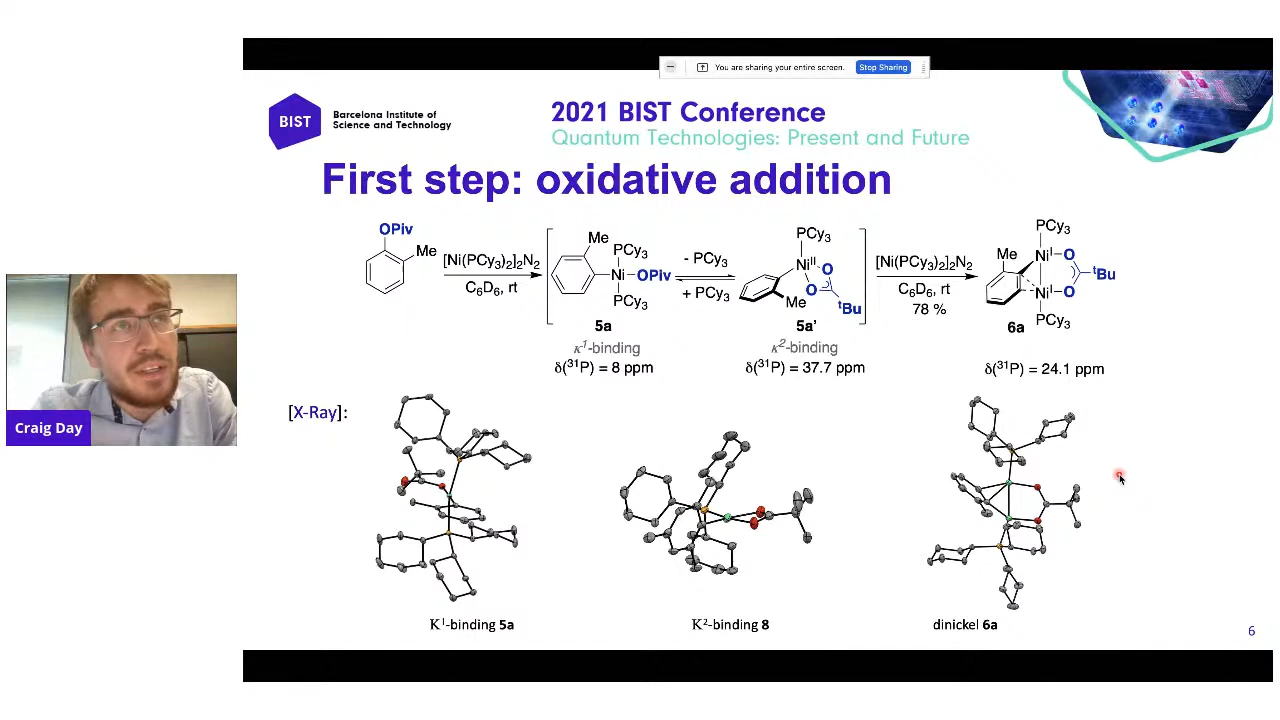 You are sharing your entire screen.
Stop Sharing
BIST
Barcelona Institute of
Science and Technology
2021 BIST Conference
Quantum Technologies: Present and Future
First step: oxidative addition
OPiv
Me
[Ni(PCy3)2]2N2
C6D6, rt
Me
PCy3
Ni
OPiv
PCy3
5a
κ1-binding
δ(31P) = 8 ppm
- PCy3
+ PCy3
PCy3
NiII
O
O
Me
tBu
5a'
κ2-binding
δ(31P) = 37.7 ppm
[Ni(PCy3)2]2N2
C6D6, rt
78 %
PCy3
Me
NiI
O
tBu
NiI
O
PCy3
6a
δ(31P) = 24.1 ppm
[X-Ray]:
Craig Day
K1-binding 5a
K2-binding 8
dinickel 6a
6